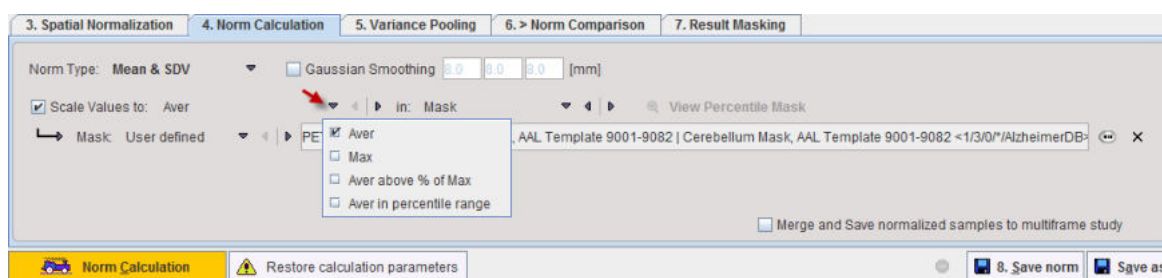 3. Spatial Normalization 4. Norm Calculation 5. Variance Pooling 6. > Norm Comparison 7. Result Masking
Norm Type: Mean & SDV Gaussian Smoothing 8.0 8.0 8.0 [mm]
Scale Values to: Aver in: Mask View Percentile Mask
Mask: User defined PE , AAL Template 9001-9082 | Cerebellum Mask, AAL Template 9001-9082 <1/3/0/*/AlzheimerDB>
Aver
Max
Aver above % of Max
Aver in percentile range
Merge and Save normalized samples to multiframe study
Norm Calculation Restore calculation parameters 8. Save norm Save as